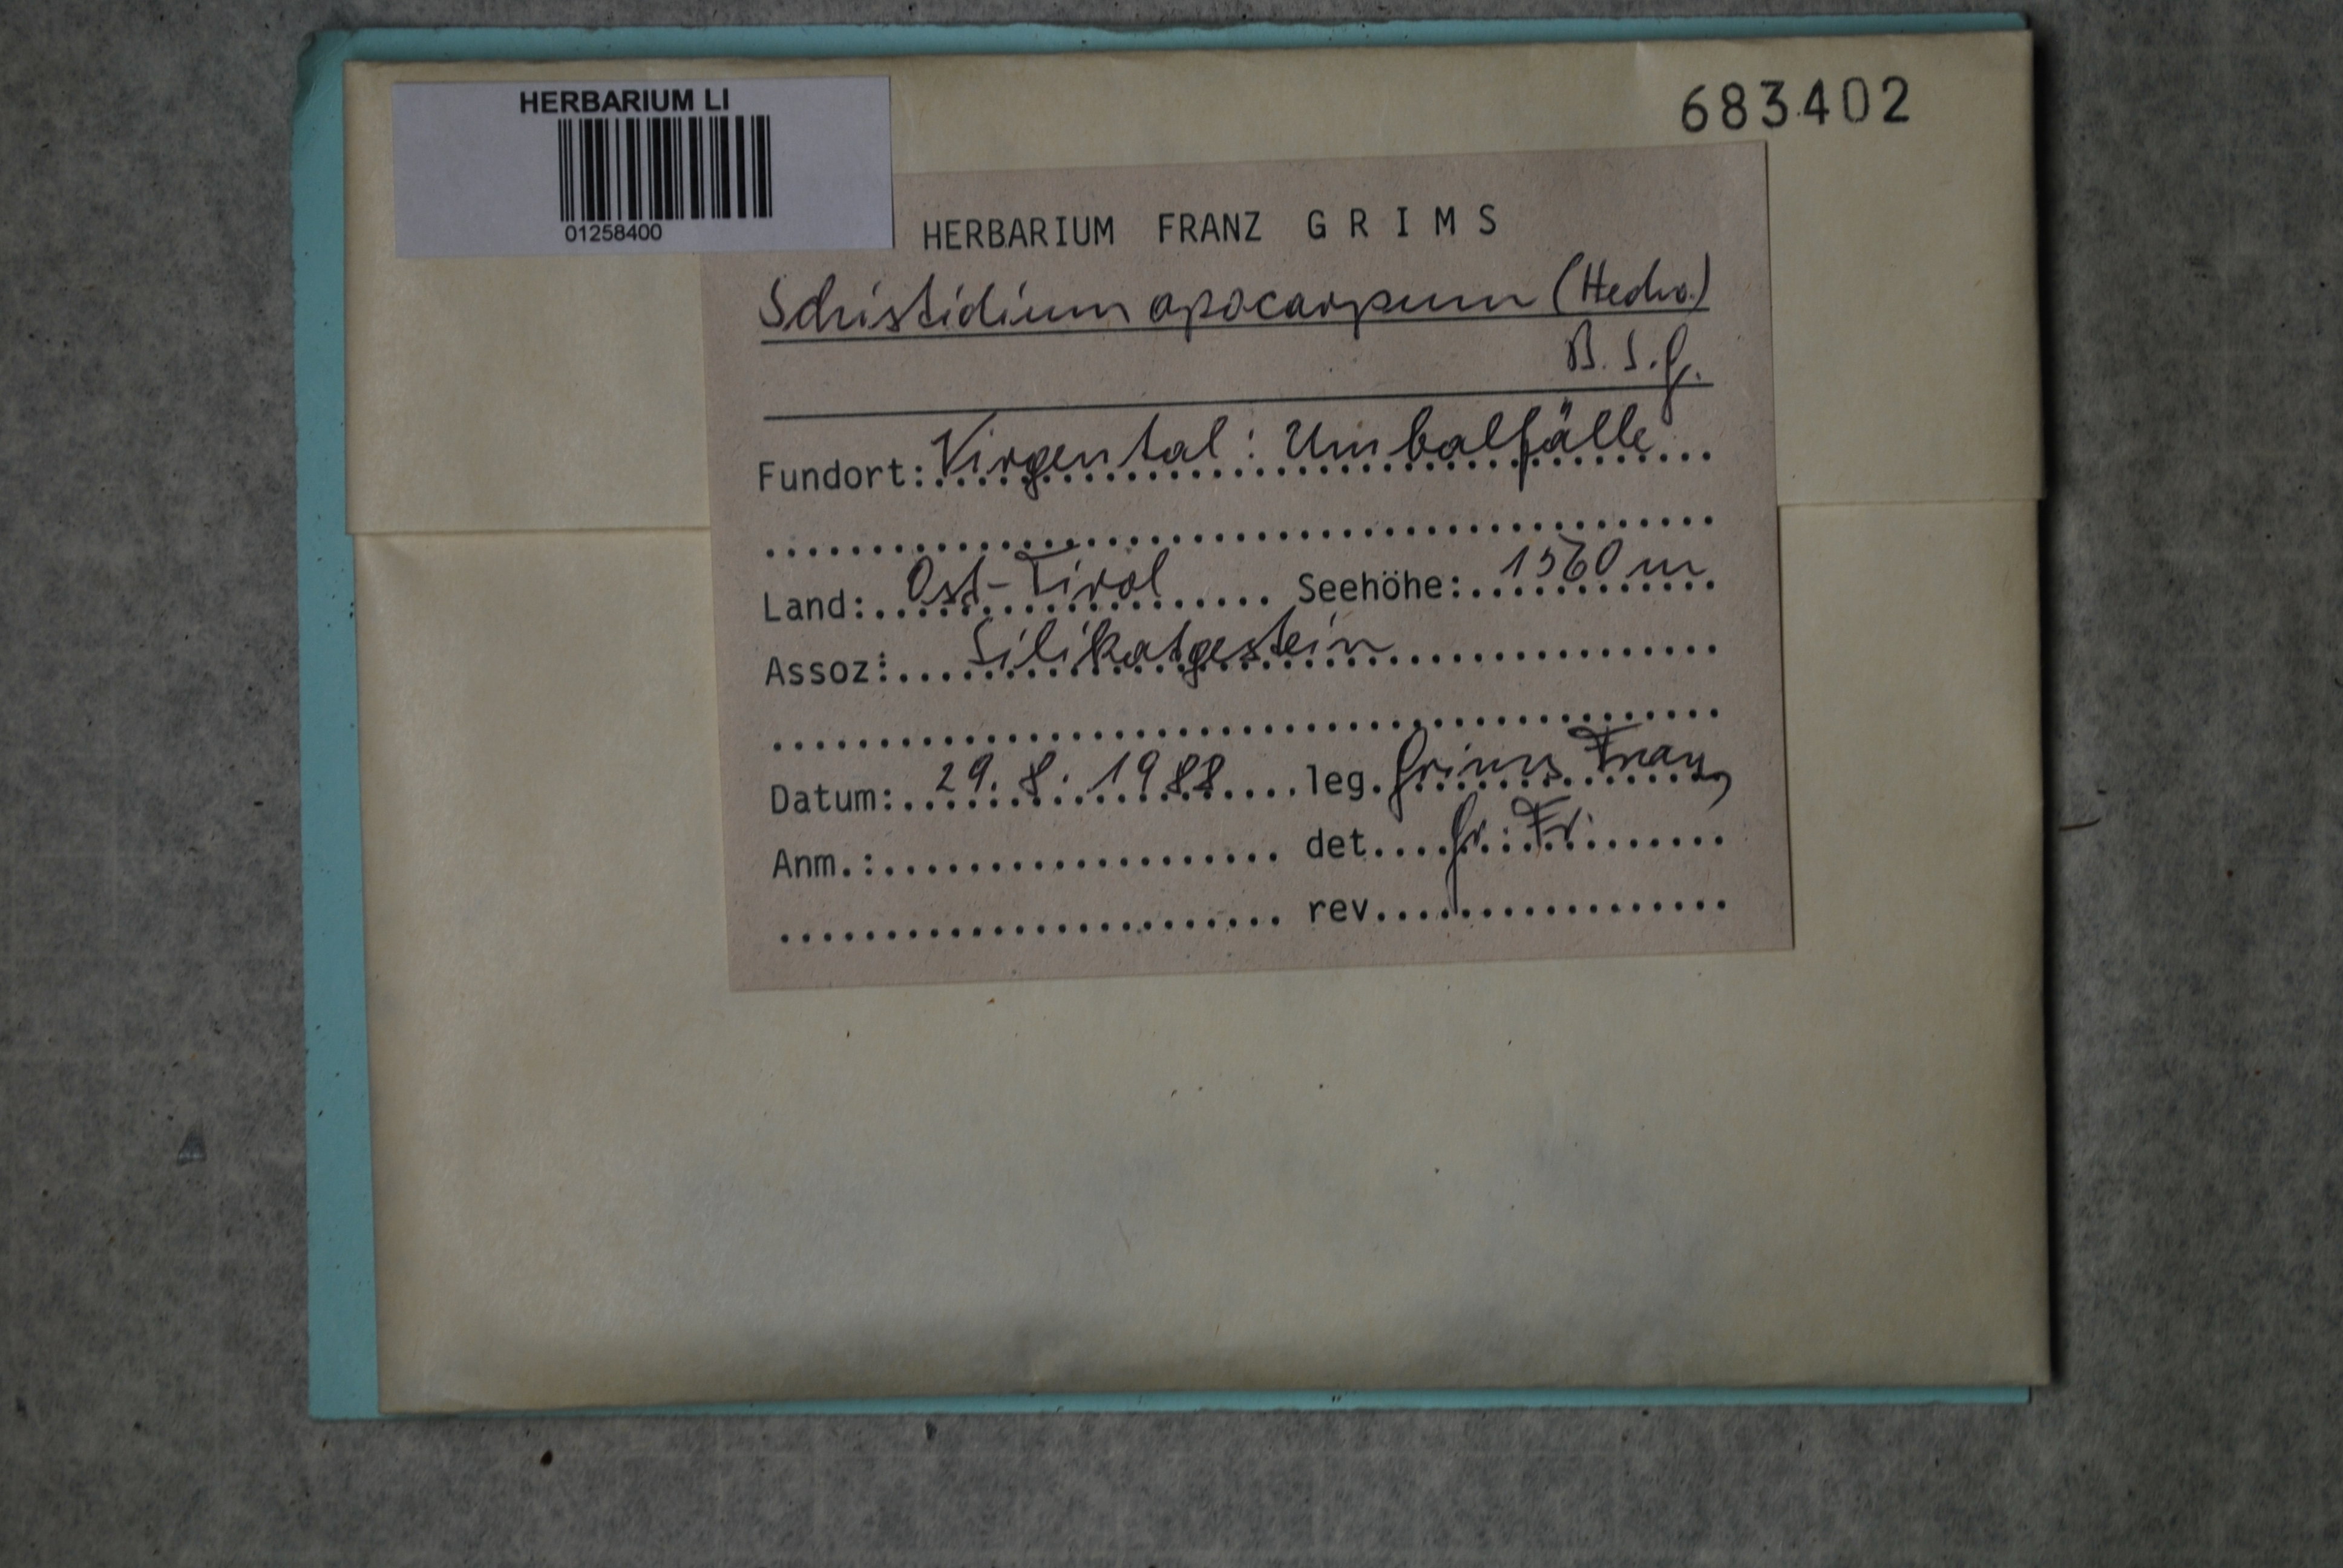 HERBARIUM LI
01258400
683402
HERBARIUM FRANZ G R I M S
Schistidium apocarpum (Hedw.)
B. S. G.
Fundort: Virgental: Umbalfälle
Land: Ost-Tirol Seehöhe: 1560 m
Assoz: Silikatgestein
Datum: 29. 8. 1988 leg. Grims Franz
Anm.: det. Gr. Fr.
rev.